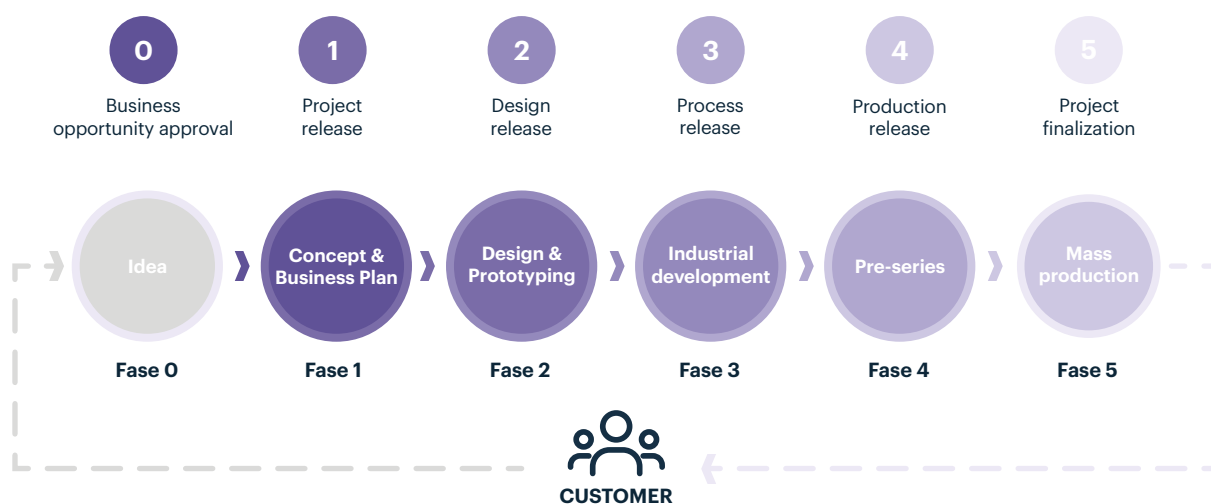 0
Business
opportunity approval
1
Project
release
2
Design
release
3
Process
release
4
Production
release
5
Project
finalization
Idea
Concept &
Business Plan
Design &
Prototyping
Industrial
development
Pre-series
Mass
production
Fase 0
Fase 1
Fase 2
Fase 3
Fase 4
Fase 5
CUSTOMER